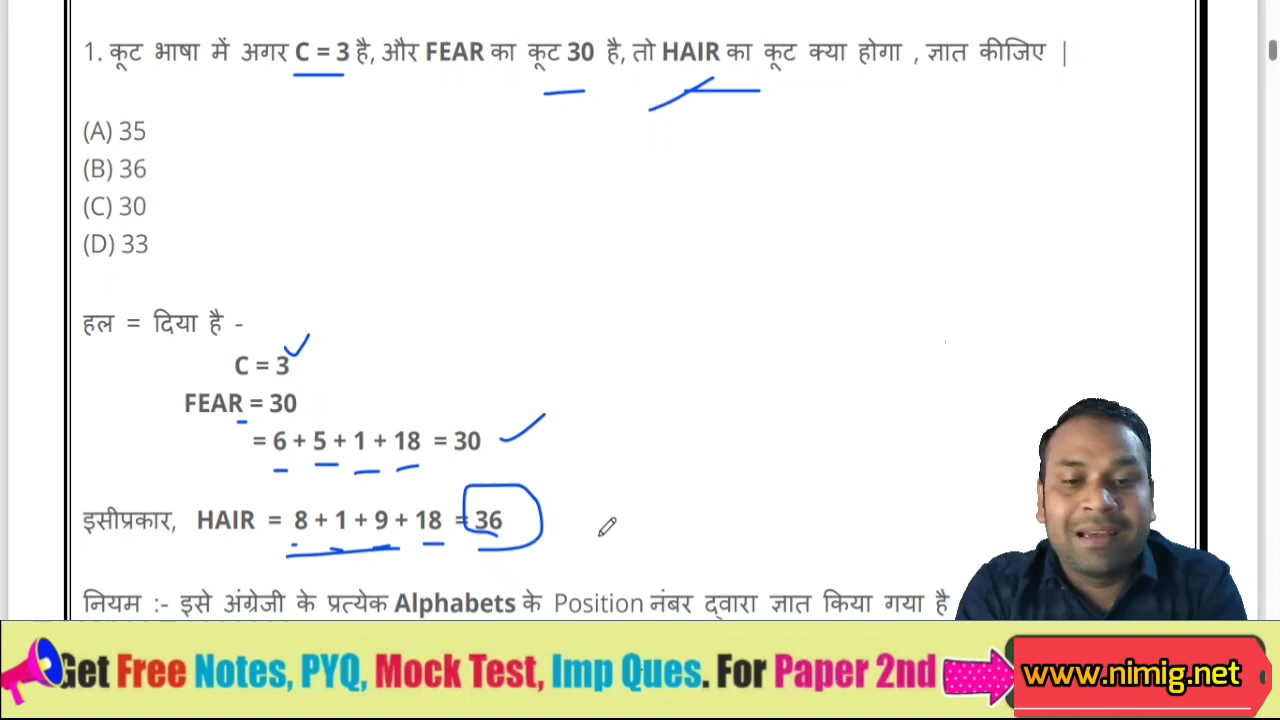 1. कूट भाषा में अगर C = 3 है, और FEAR का कूट 30 है, तो HAIR का कूट क्या होगा , ज्ञात कीजिए |
(A) 35
(B) 36
(C) 30
(D) 33
हल = दिया है -
C = 3
FEAR = 30
= 6 + 5 + 1 + 18 = 30
इसीप्रकार, HAIR = 8 + 1 + 9 + 18 = 36
नियम :- इसे अंग्रेजी के प्रत्येक Alphabets के Position नंबर द्वारा ज्ञात किया गया है
Get Free Notes, PYQ, Mock Test, Imp Ques. For Paper 2nd
www.nimig.net